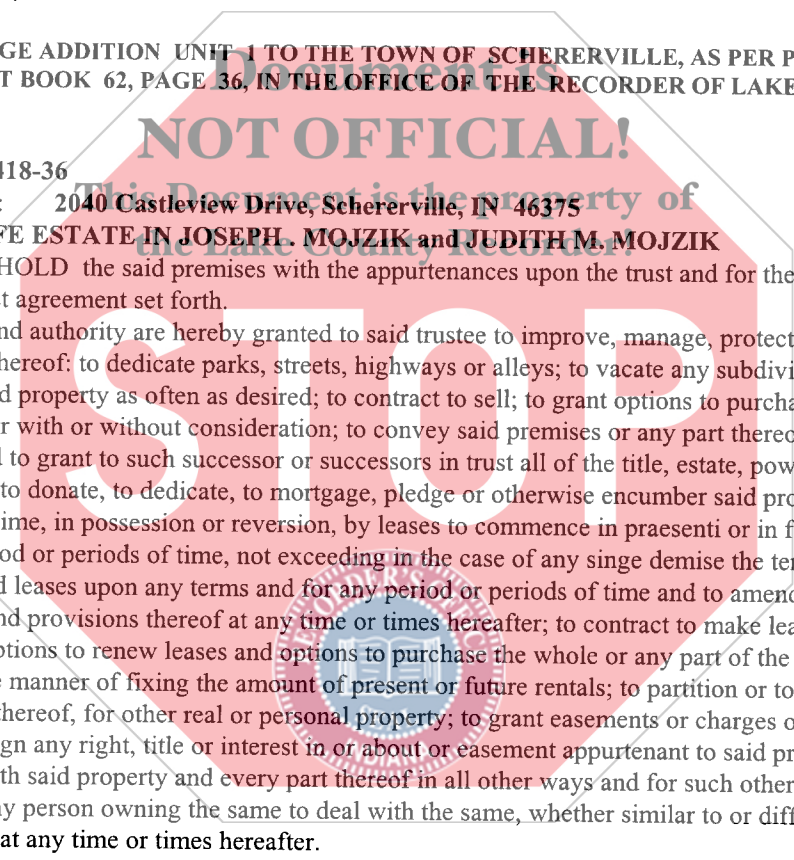 GE ADDITION UNIT 1 TO THE TOWN OF SCHERERVILLE, AS PER P
T BOOK 62, PAGE 36, IN THE OFFICE OF THE RECORDER OF LAKE
Document is
NOT OFFICIAL!
418-36
This Document is the property of
: 2040 Castleview Drive, Schererville, IN 46375
the Lake County Recorder!
FE ESTATE IN JOSEPH . MOJZIK and JUDITH M. MOJZIK
HOLD the said premises with the appurtenances upon the trust and for the
t agreement set forth.
nd authority are hereby granted to said trustee to improve, manage, protect
hereof: to dedicate parks, streets, highways or alleys; to vacate any subdivi
d property as often as desired; to contract to sell; to grant options to purcha
r with or without consideration; to convey said premises or any part thereo
l to grant to such successor or successors in trust all of the title, estate, pow
STOP
to donate, to dedicate, to mortgage, pledge or otherwise encumber said pro
ime, in possession or reversion, by leases to commence in praesenti or in f
od or periods of time, not exceeding in the case of any singe demise the ter
d leases upon any terms and for any period or periods of time and to amend
nd provisions thereof at any time or times hereafter; to contract to make lea
ptions to renew leases and options to purchase the whole or any part of the
e manner of fixing the amount of present or future rentals; to partition or to
thereof, for other real or personal property; to grant easements or charges o
gn any right, title or interest in or about or easement appurtenant to said pr
th said property and every part thereof in all other ways and for such other
ny person owning the same to deal with the same, whether similar to or diff
at any time or times hereafter.